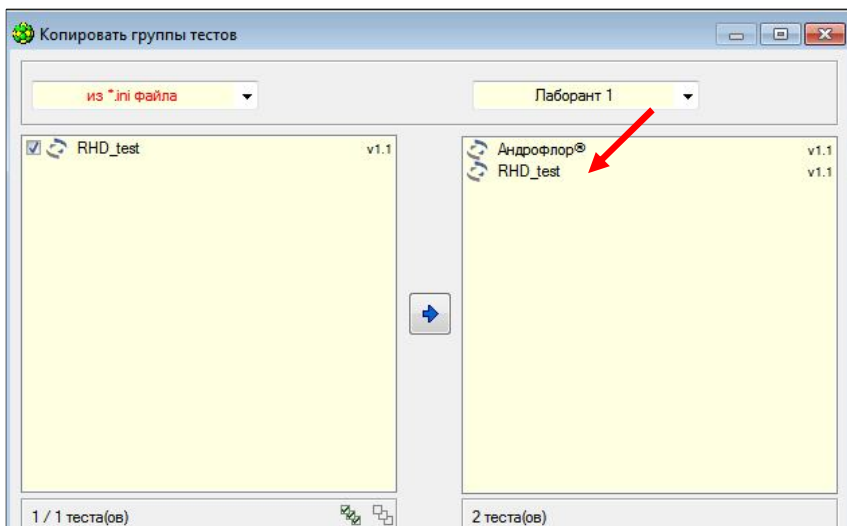 Копировать группы тестов
из *.ini файла
Лаборант 1
RHD_test v1.1
Андрофлор® v1.1
RHD_test v1.1
1 / 1 теста(ов)
2 теста(ов)